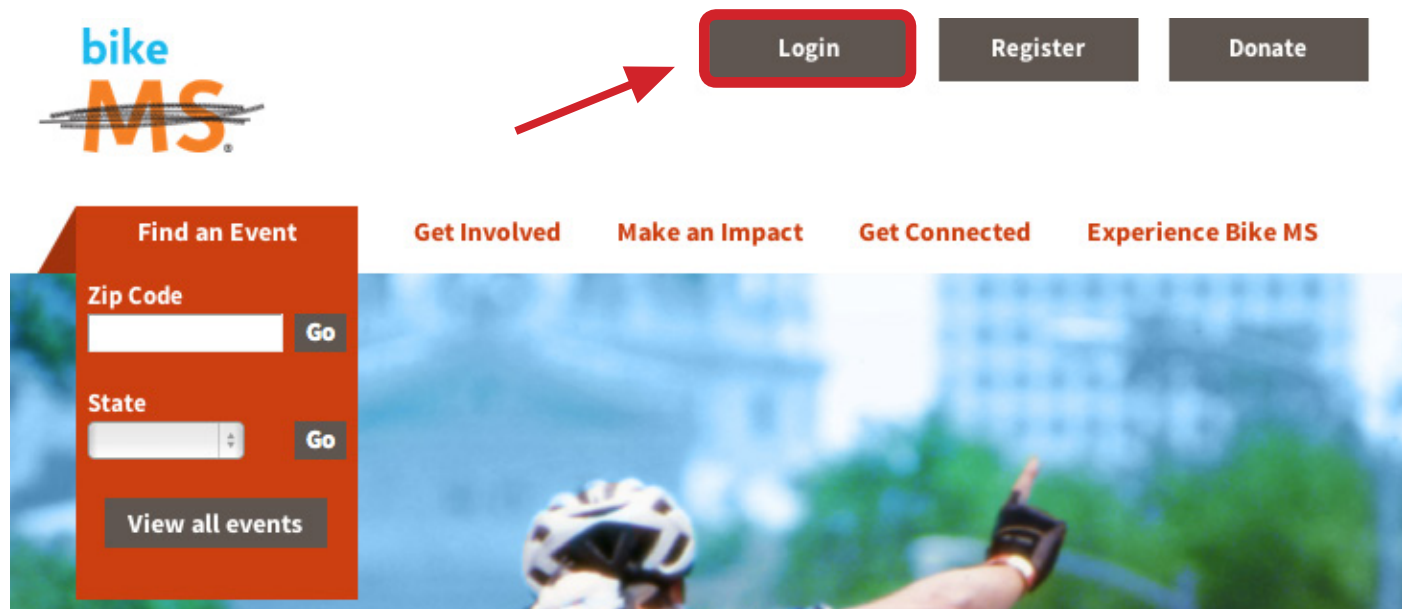 bike
MS®
Login
Register
Donate
Find an Event
Get Involved
Make an Impact
Get Connected
Experience Bike MS
Zip Code
Go
State
Go
View all events